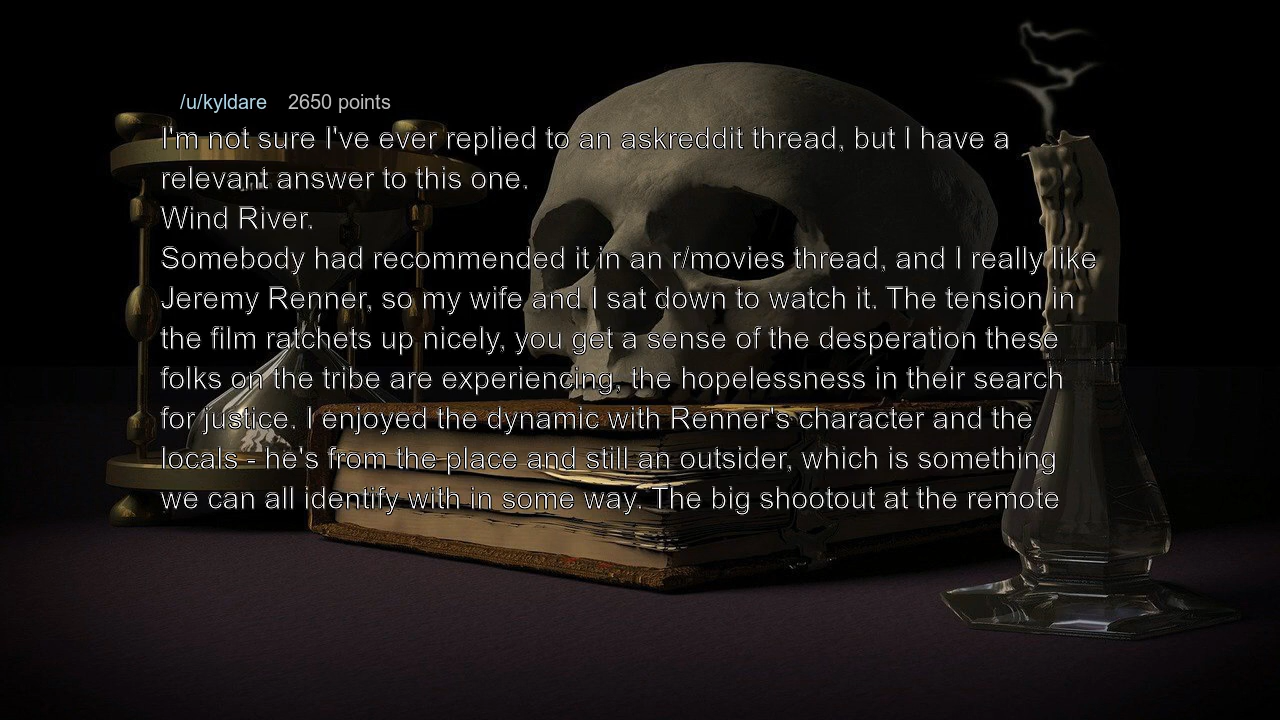 /u/kyldare 2650 points
I'm not sure I've ever replied to an askreddit thread, but I have a
relevant answer to this one.
Wind River.
Somebody had recommended it in an r/movies thread, and I really like
Jeremy Renner, so my wife and I sat down to watch it. The tension in
the film ratchets up nicely, you get a sense of the desperation these
folks on the tribe are experiencing, the hopelessness in their search
for justice. I enjoyed the dynamic with Renner's character and the
locals - he's from the place and still an outsider, which is something
we can all identify with in some way. The big shootout at the remote